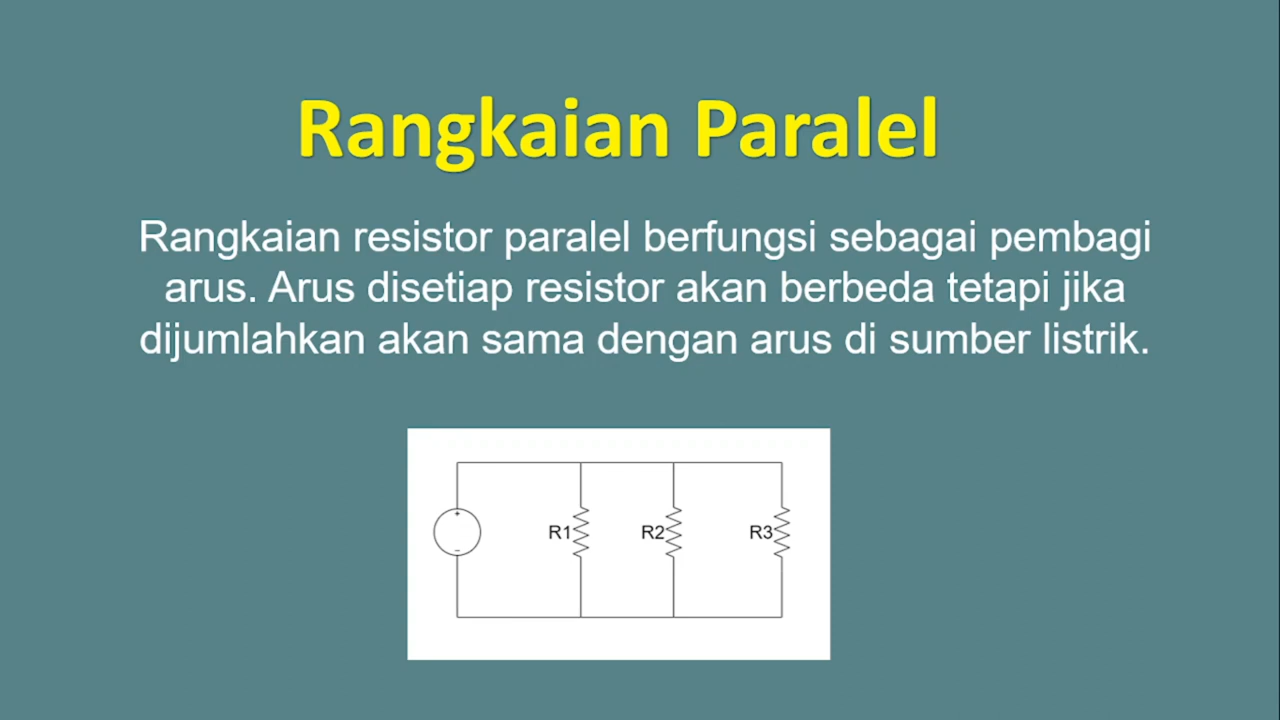 Rangkaian Paralel
Rangkaian resistor paralel berfungsi sebagai pembagi
arus. Arus disetiap resistor akan berbeda tetapi jika
dijumlahkan akan sama dengan arus di sumber listrik.
+
R1 R2 R3
-